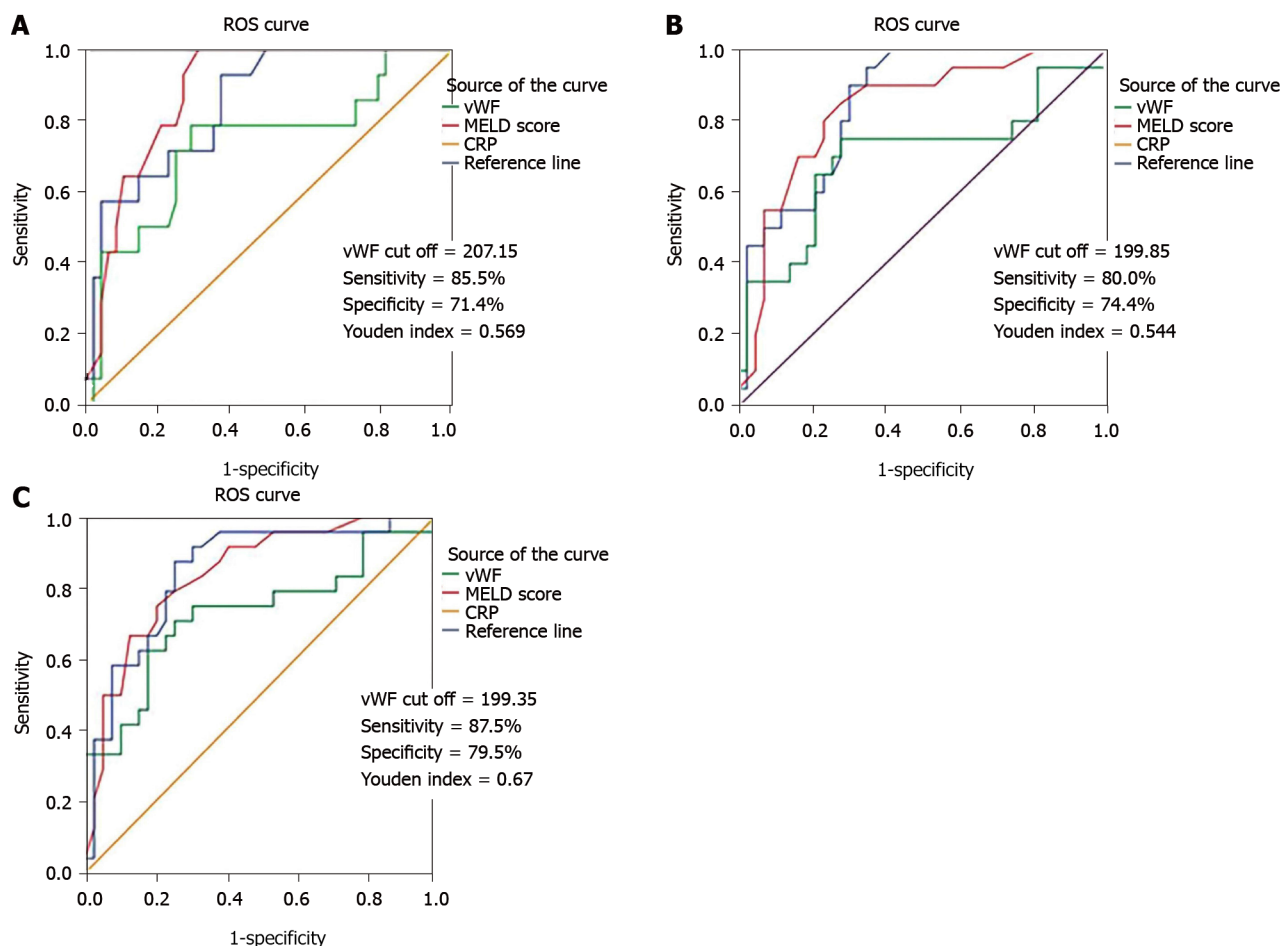 A
ROS curve
1.0
0.8
0.6
0.4
0.2
0.0
Sensitivity
0.0 0.2 0.4 0.6 0.8 1.0
1-specificity
Source of the curve
vWF
MELD score
CRP
Reference line
vWF cut off = 207.15
Sensitivity = 85.5%
Specificity = 71.4%
Youden index = 0.569
B
ROS curve
1.0
0.8
0.6
0.4
0.2
0.0
Sensitivity
0.0 0.2 0.4 0.6 0.8 1.0
1-specificity
Source of the curve
vWF
MELD score
CRP
Reference line
vWF cut off = 199.85
Sensitivity = 80.0%
Specificity = 74.4%
Youden index = 0.544
C
ROS curve
1.0
0.8
0.6
0.4
0.2
0.0
Sensitivity
0.0 0.2 0.4 0.6 0.8 1.0
1-specificity
Source of the curve
vWF
MELD score
CRP
Reference line
vWF cut off = 199.35
Sensitivity = 87.5%
Specificity = 79.5%
Youden index = 0.67